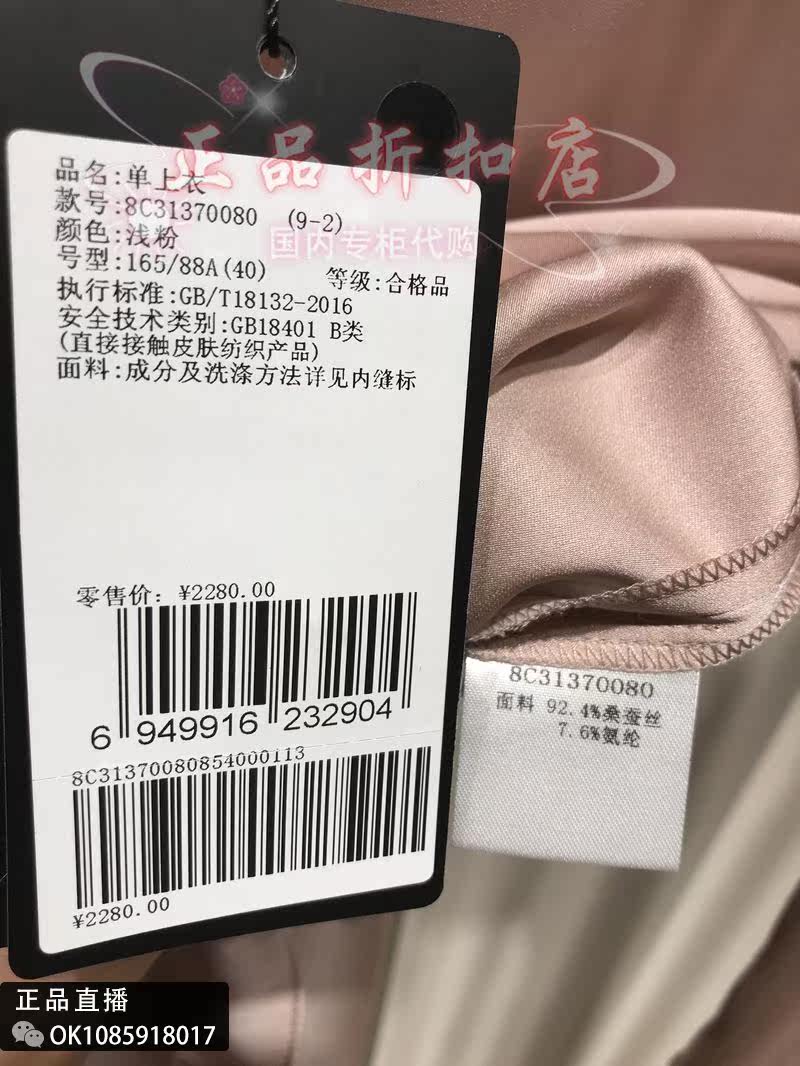 正品折扣店
国内专柜代购
品名:单上衣
款号:8C31370080 (9-2)
颜色:浅粉
号型:165/88A(40) 等级:合格品
执行标准:GB/T18132-2016
安全技术类别:GB18401 B类
(直接接触皮肤纺织产品)
面料:成分及洗涤方法详见内缝标
零售价: ¥2280.00
6 949916 232904
8C31370080854000113
¥2280.00
8C31370080
面料 92.4%桑蚕丝
7.6%氨纶
正品直播
OK1085918017